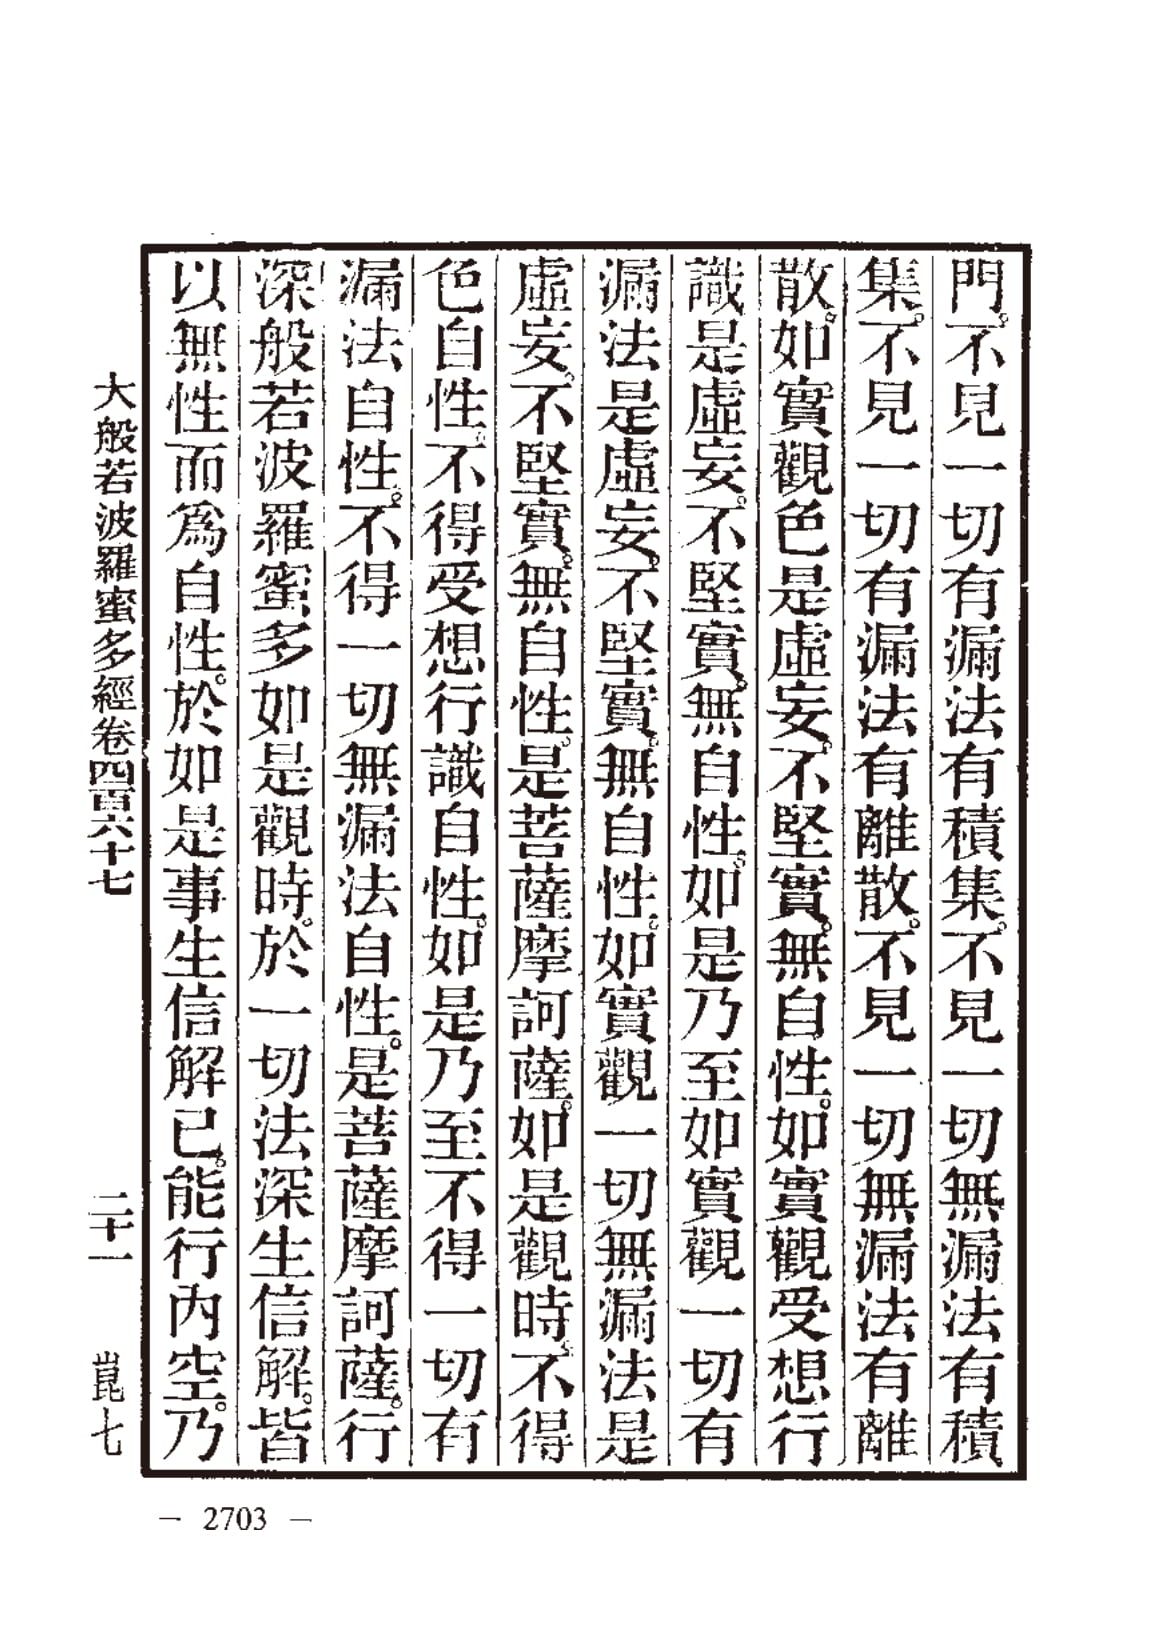 門。不見一切有漏法有積集。不見一切無漏法有積
集。不見一切有漏法有離散。不見一切無漏法有離
散。如實觀色是虛妄。不堅實。無自性。如實觀受想行
識是虛妄。不堅實。無自性。如是乃至如實觀一切有
漏法是虛妄。不堅實。無自性。如實觀一切無漏法是
虛妄。不堅實。無自性。是菩薩摩訶薩。如是觀時。不得
色自性。不得受想行識自性。如是乃至不得一切有
漏法自性。不得一切無漏法自性。是菩薩摩訶薩。行
深般若波羅蜜多如是觀時。於一切法深生信解。皆
以無性而爲自性。於如是事生信解已。能行內空。乃
大般若波羅蜜多經卷四百六十七 二十一 崑七
— 2703 —